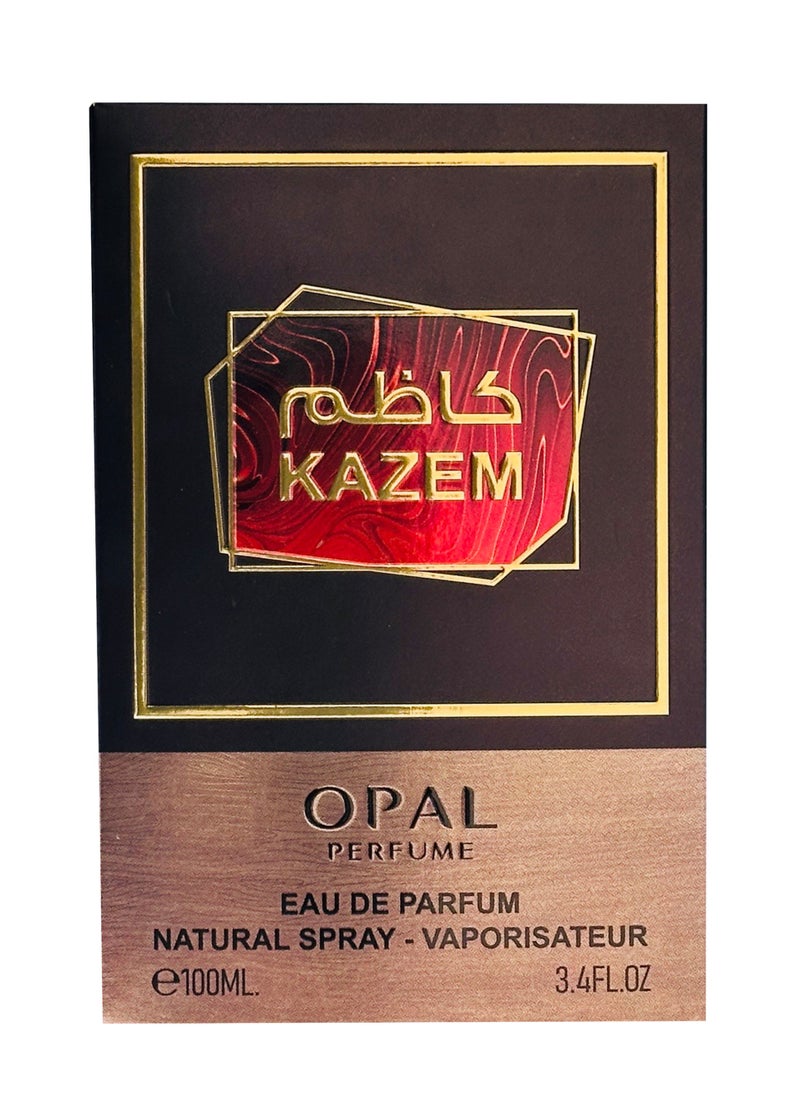 كاظم
KAZEM
OPAL
PERFUME
EAU DE PARFUM
NATURAL SPRAY - VAPORISATEUR
℮100ML.
3.4FL.OZ